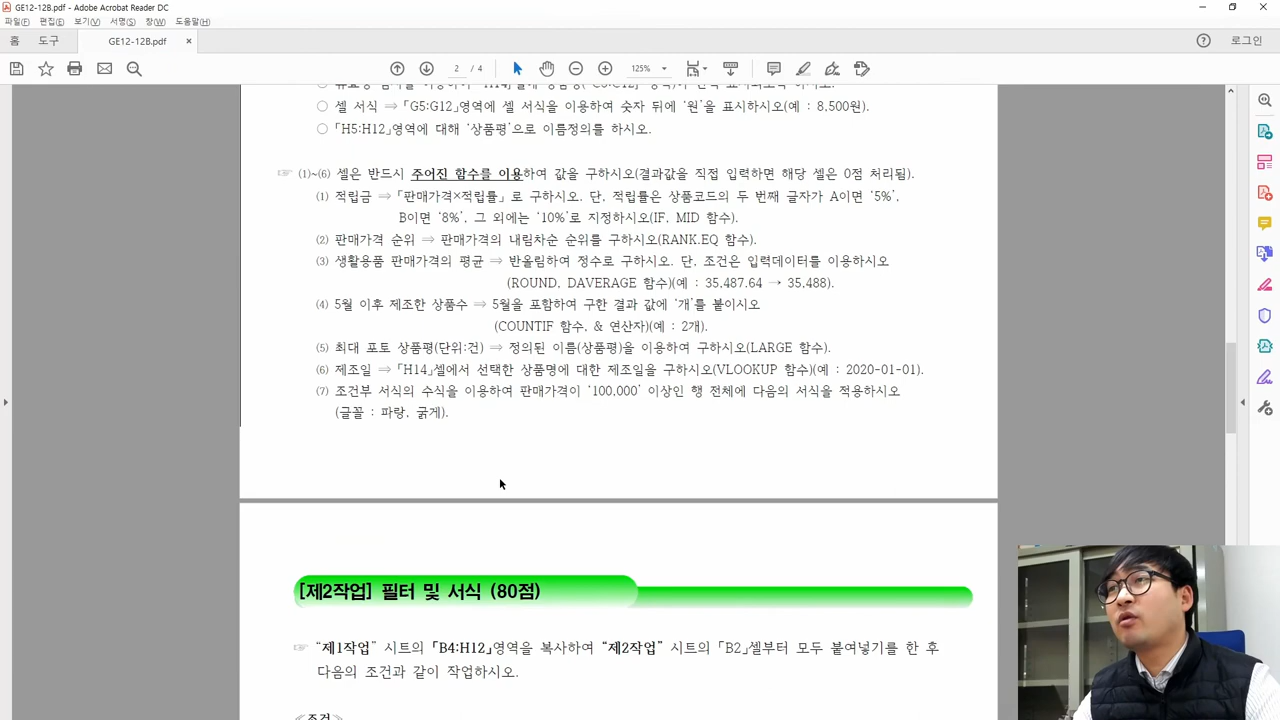 GE12-12B.pdf - Adobe Acrobat Reader DC
파일(F) 편집(E) 보기(V) 서명(S) 창(W) 도움말(H)
홈 도구 GE12-12B.pdf × 로그인
2 / 4 125%
○ 셀 서식 ⇒「G5:G12」영역에 셀 서식을 이용하여 숫자 뒤에 ‘원’을 표시하시오(예 : 8,500원).
○「H5:H12」영역에 대해 ‘상품평’으로 이름정의를 하시오.
☞ (1)~(6) 셀은 반드시 주어진 함수를 이용하여 값을 구하시오(결과값을 직접 입력하면 해당 셀은 0점 처리됨).
(1) 적립금 ⇒「판매가격×적립률」로 구하시오. 단, 적립률은 상품코드의 두 번째 글자가 A이면 ‘5%’,
B이면 ‘8%’, 그 외에는 ‘10%’로 지정하시오(IF, MID 함수).
(2) 판매가격 순위 ⇒ 판매가격의 내림차순 순위를 구하시오(RANK.EQ 함수).
(3) 생활용품 판매가격의 평균 ⇒ 반올림하여 정수로 구하시오. 단, 조건은 입력데이터를 이용하시오
(ROUND, DAVERAGE 함수)(예 : 35,487.64 → 35,488).
(4) 5월 이후 제조한 상품수 ⇒ 5월을 포함하여 구한 결과 값에 ‘개’를 붙이시오
(COUNTIF 함수, & 연산자)(예 : 2개).
(5) 최대 포토 상품평(단위:건) ⇒ 정의된 이름(상품평)을 이용하여 구하시오(LARGE 함수).
(6) 제조일 ⇒「H14」셀에서 선택한 상품명에 대한 제조일을 구하시오(VLOOKUP 함수)(예 : 2020-01-01).
(7) 조건부 서식의 수식을 이용하여 판매가격이 ‘100,000’ 이상인 행 전체에 다음의 서식을 적용하시오
(글꼴 : 파랑, 굵게).
[제2작업] 필터 및 서식 (80점)
☞ “제1작업” 시트의 「B4:H12」영역을 복사하여 “제2작업” 시트의 「B2」셀부터 모두 붙여넣기를 한 후
다음의 조건과 같이 작업하시오.
≪조건≫